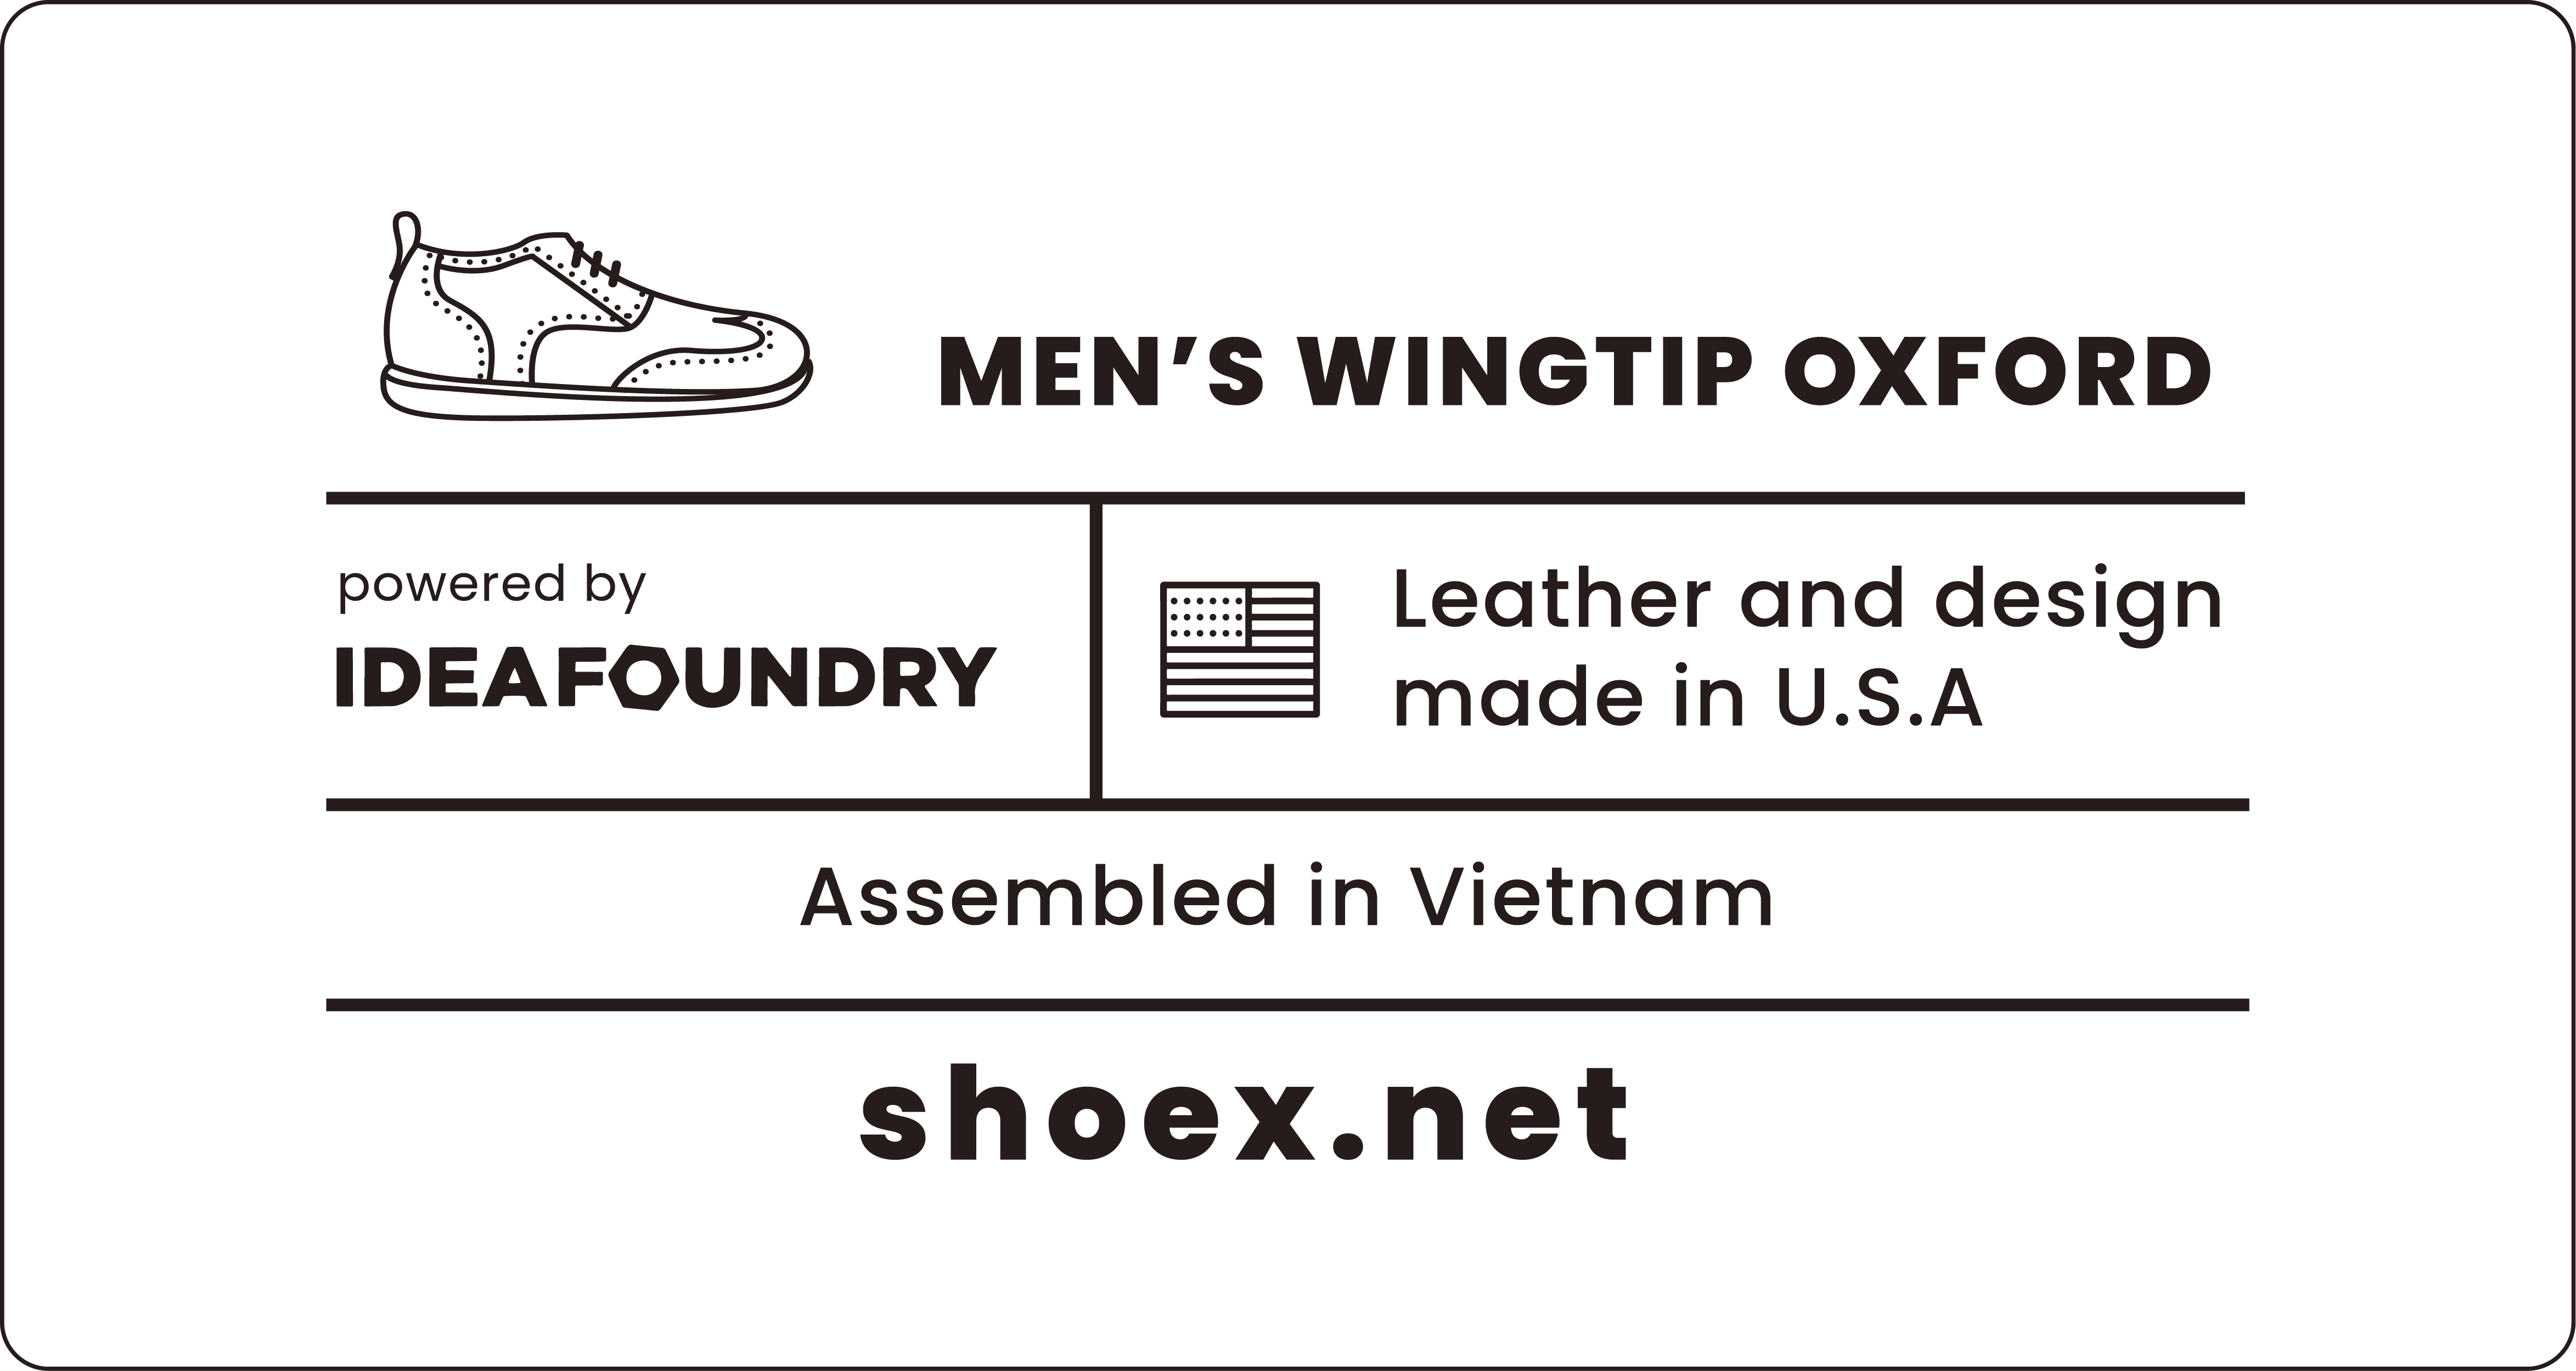 MEN’S WINGTIP OXFORD
powered by
IDEAFOUNDRY
Leather and design
made in U.S.A
Assembled in Vietnam
shoex.net